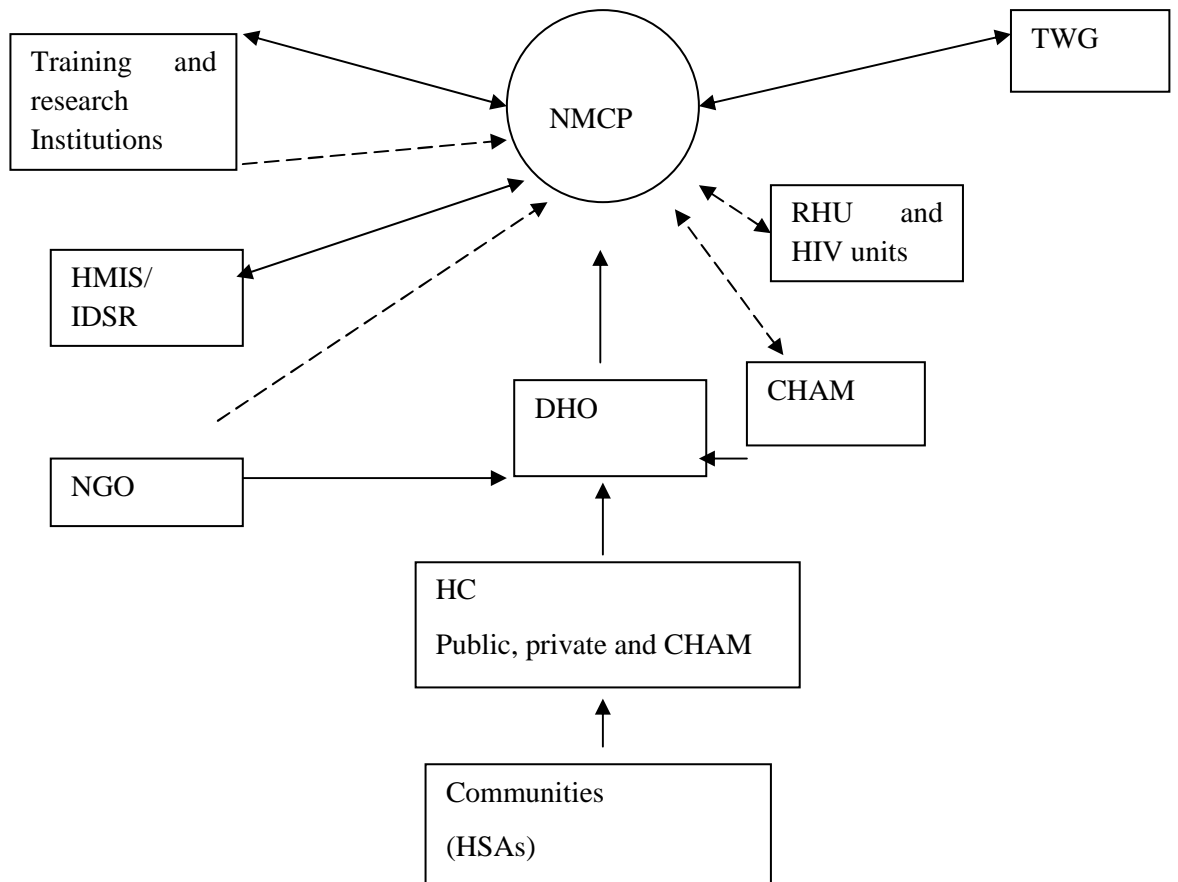 Training and
research
Institutions
NMCP
TWG
RHU and
HIV units
HMIS/
IDSR
CHAM
DHO
NGO
HC
Public, private and CHAM
Communities
(HSAs)